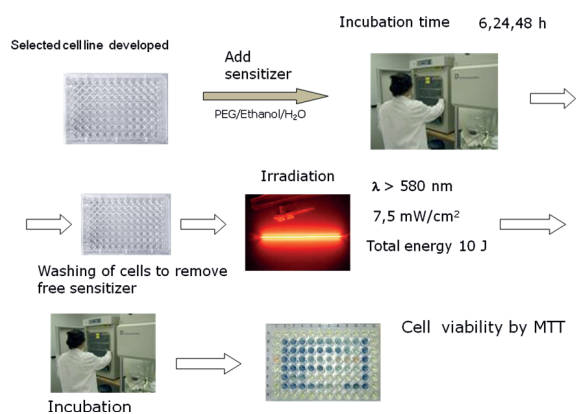 Incubation time 6,24,48 h
Selected cell line developed
Add
sensitizer
PEG/Ethanol/H₂O
Irradiation
λ > 580 nm
7,5 mW/cm²
Total energy 10 J
Washing of cells to remove
free sensitizer
Cell viability by MTT
Incubation